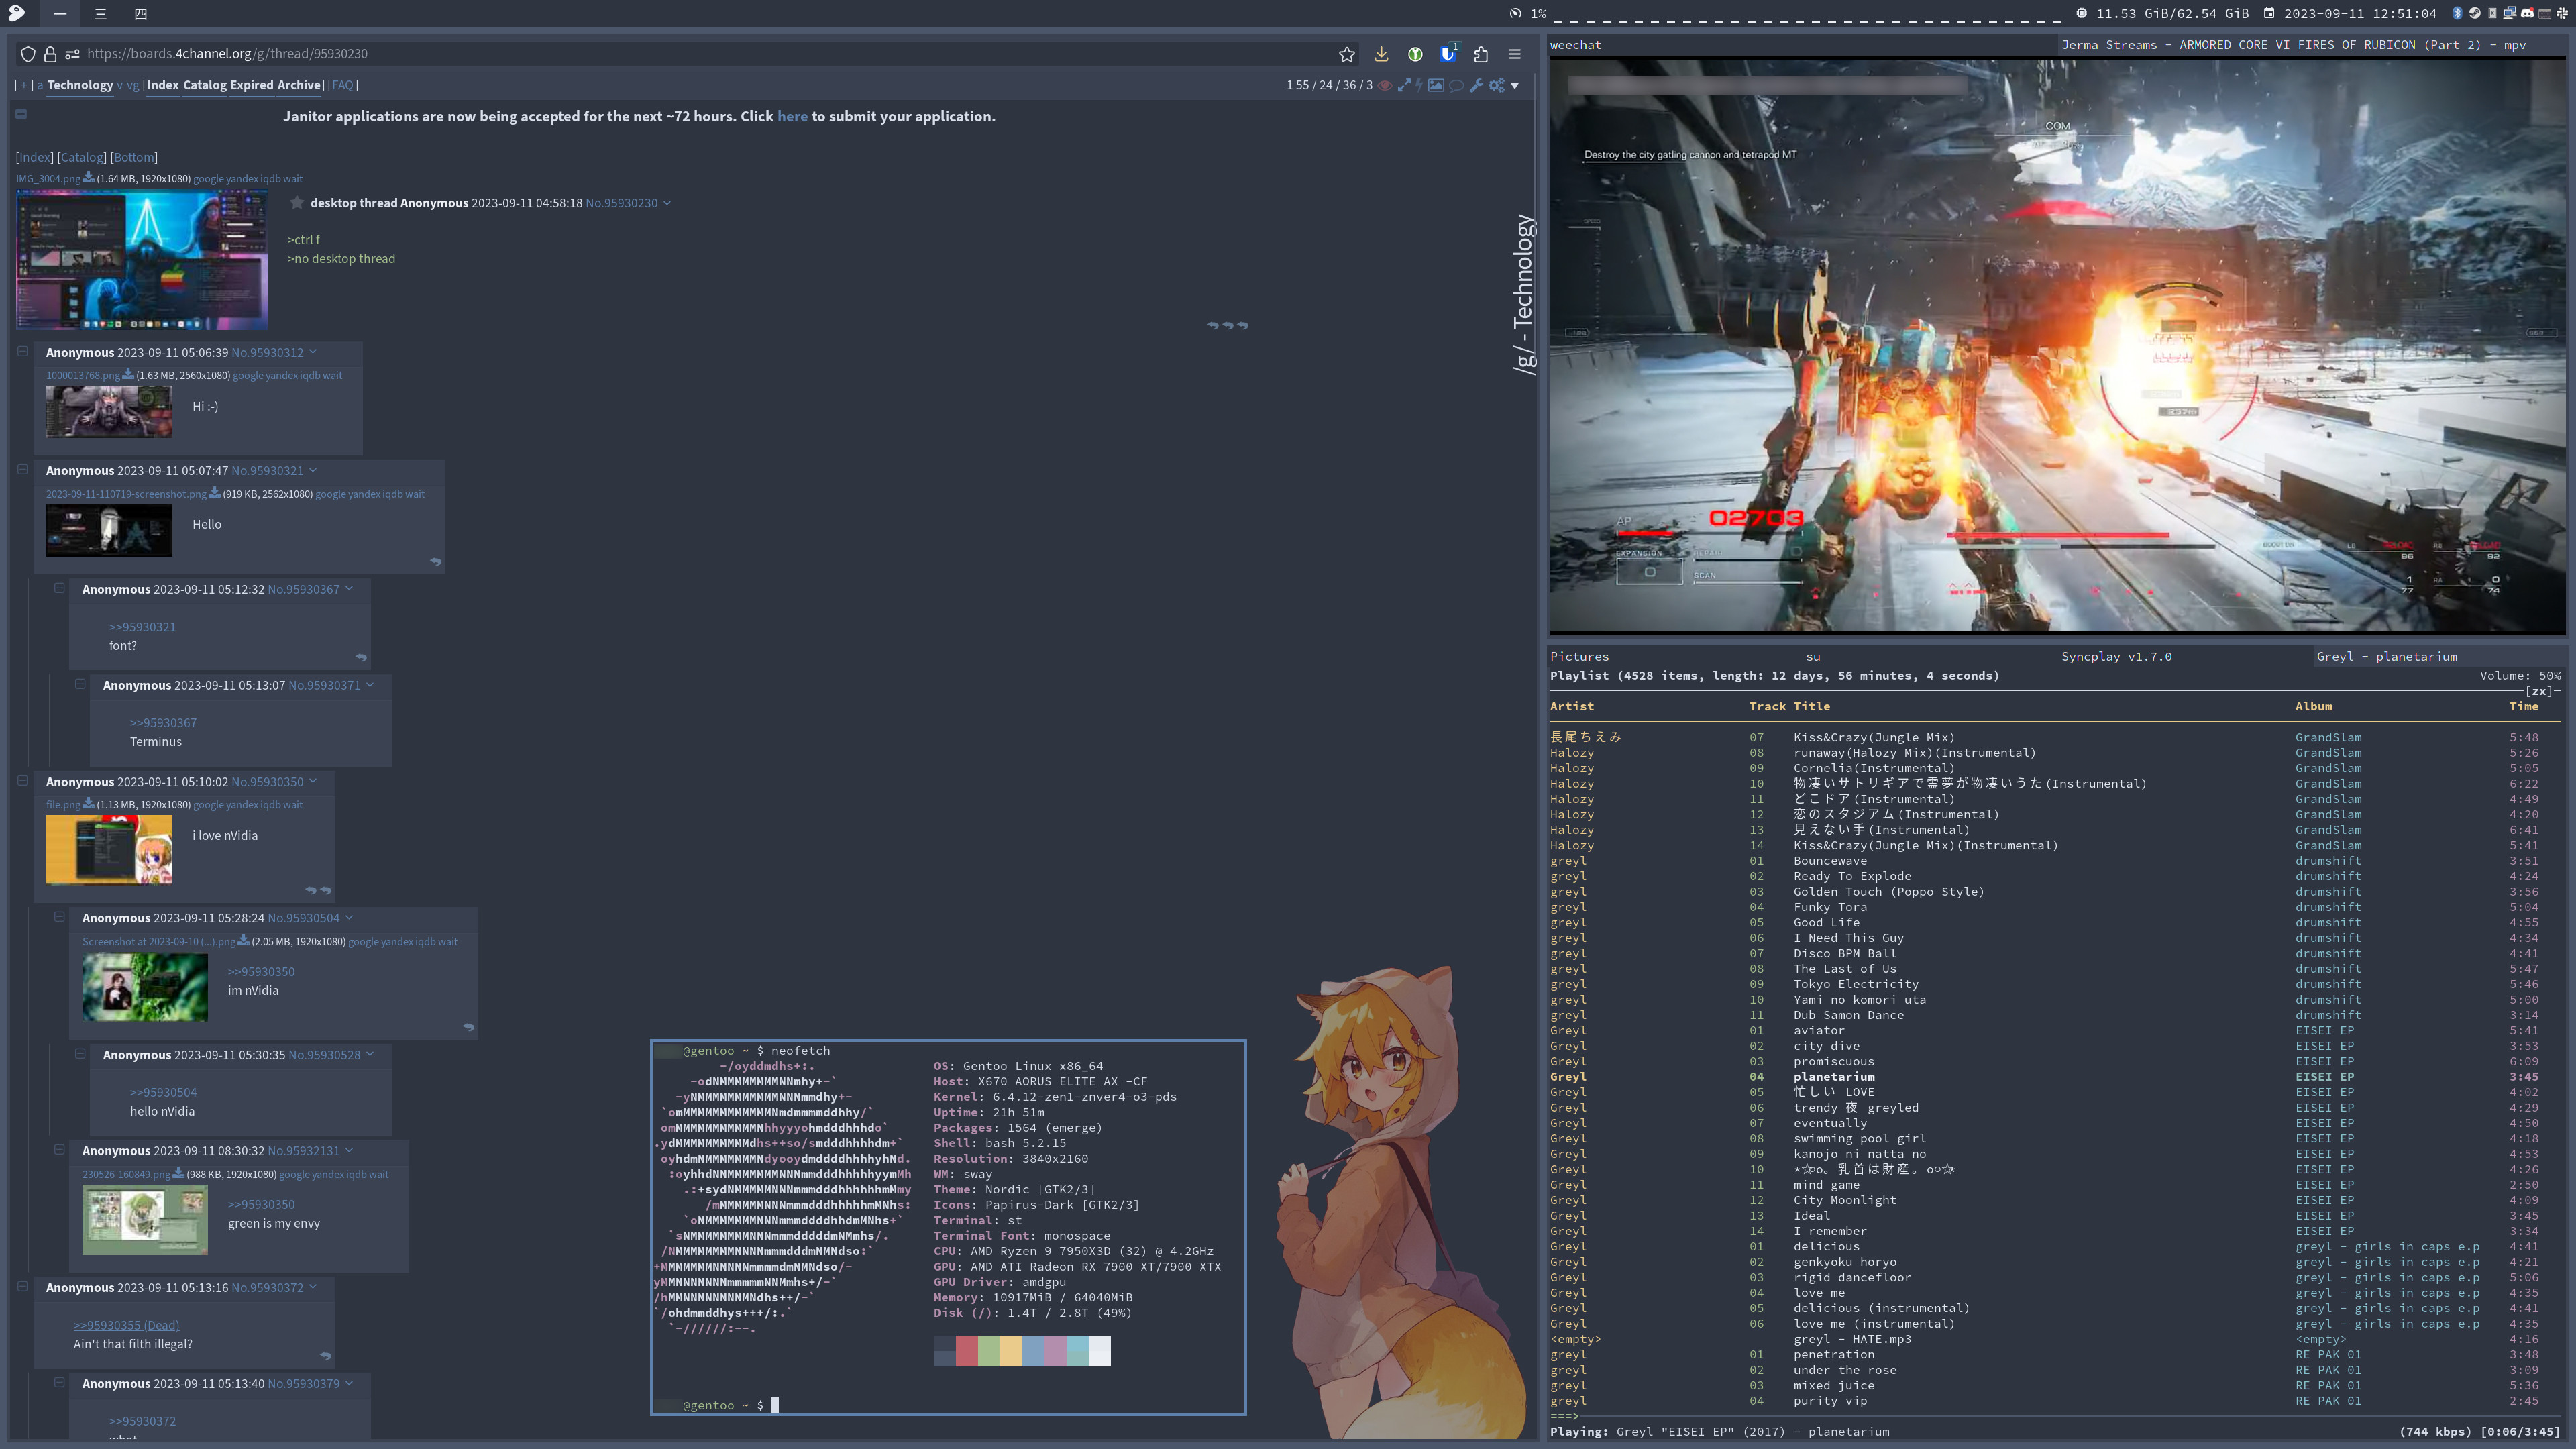 一 三 四
1%
11.53 GiB/62.54 GiB
2023-09-11 12:51:04
https://boards.4channel.org/g/thread/95930230
1
[+] a Technology v vg [Index Catalog Expired Archive] [FAQ]
1 55 / 24 / 36 / 3
Janitor applications are now being accepted for the next ~72 hours. Click here to submit your application.
[Index] [Catalog] [Bottom]
IMG_3004.png (1.64 MB, 1920x1080) google yandex iqdb wait
desktop thread Anonymous 2023-09-11 04:58:18 No.95930230
>ctrl f
>no desktop thread
/g/ - Technology
Anonymous 2023-09-11 05:06:39 No.95930312
1000013768.png (1.63 MB, 2560x1080) google yandex iqdb wait
Hi :-)
Anonymous 2023-09-11 05:07:47 No.95930321
2023-09-11-110719-screenshot.png (919 KB, 2562x1080) google yandex iqdb wait
Hello
Anonymous 2023-09-11 05:12:32 No.95930367
>>95930321
font?
Anonymous 2023-09-11 05:13:07 No.95930371
>>95930367
Terminus
Anonymous 2023-09-11 05:10:02 No.95930350
file.png (1.13 MB, 1920x1080) google yandex iqdb wait
i love nVidia
Anonymous 2023-09-11 05:28:24 No.95930504
Screenshot at 2023-09-10 (...).png (2.05 MB, 1920x1080) google yandex iqdb wait
>>95930350
im nVidia
Anonymous 2023-09-11 05:30:35 No.95930528
>>95930504
hello nVidia
Anonymous 2023-09-11 08:30:32 No.95932131
230526-160849.png (988 KB, 1920x1080) google yandex iqdb wait
>>95930350
green is my envy
Anonymous 2023-09-11 05:13:16 No.95930372
>>95930355 (Dead)
Ain't that filth illegal?
Anonymous 2023-09-11 05:13:40 No.95930379
>>95930372
@gentoo ~ $ neofetch
OS: Gentoo Linux x86_64
Host: X670 AORUS ELITE AX -CF
Kernel: 6.4.12-zen1-znver4-o3-pds
Uptime: 21h 51m
Packages: 1564 (emerge)
Shell: bash 5.2.15
Resolution: 3840x2160
WM: sway
Theme: Nordic [GTK2/3]
Icons: Papirus-Dark [GTK2/3]
Terminal: st
Terminal Font: monospace
CPU: AMD Ryzen 9 7950X3D (32) @ 4.2GHz
GPU: AMD ATI Radeon RX 7900 XT/7900 XTX
GPU Driver: amdgpu
Memory: 10917MiB / 64040MiB
Disk (/): 1.4T / 2.8T (49%)
@gentoo ~ $
weechat
Jerma Streams - ARMORED CORE VI FIRES OF RUBICON (Part 2) - mpv
COM
Destroy the city gatling cannon and tetrapod MT
AP 02703
EXPANSION
REPAIR
SCAN
96
92
1
0
77
74
Pictures su Syncplay v1.7.0 Greyl - planetarium
Playlist (4528 items, length: 12 days, 56 minutes, 4 seconds) Volume: 50%
[zx]
Artist Track Title Album Time
長尾ちえみ 07 Kiss&Crazy(Jungle Mix) GrandSlam 5:48
Halozy 08 runaway(Halozy Mix)(Instrumental) GrandSlam 5:26
Halozy 09 Cornelia(Instrumental) GrandSlam 5:05
Halozy 10 物凄いサトリギアで霊夢が物凄いうた(Instrumental) GrandSlam 6:22
Halozy 11 どこドア(Instrumental) GrandSlam 4:49
Halozy 12 恋のスタジアム(Instrumental) GrandSlam 4:20
Halozy 13 見えない手(Instrumental) GrandSlam 6:41
Halozy 14 Kiss&Crazy(Jungle Mix)(Instrumental) GrandSlam 5:41
greyl 01 Bouncewave drumshift 3:51
greyl 02 Ready To Explode drumshift 4:24
greyl 03 Golden Touch (Poppo Style) drumshift 3:56
greyl 04 Funky Tora drumshift 5:04
greyl 05 Good Life drumshift 4:55
greyl 06 I Need This Guy drumshift 4:34
greyl 07 Disco BPM Ball drumshift 4:41
greyl 08 The Last of Us drumshift 5:47
greyl 09 Tokyo Electricity drumshift 5:46
greyl 10 Yami no komori uta drumshift 5:00
greyl 11 Dub Samon Dance drumshift 3:14
Greyl 01 aviator EISEI EP 5:41
Greyl 02 city dive EISEI EP 3:53
Greyl 03 promiscuous EISEI EP 6:09
Greyl 04 planetarium EISEI EP 3:45
Greyl 05 忙しい LOVE EISEI EP 4:02
Greyl 06 trendy 夜 greyled EISEI EP 4:29
Greyl 07 eventually EISEI EP 4:50
Greyl 08 swimming pool girl EISEI EP 4:18
Greyl 09 kanojo ni natta no EISEI EP 4:53
Greyl 10 *☆o。乳首は財産。o○☆* EISEI EP 4:26
Greyl 11 mind game EISEI EP 2:50
Greyl 12 City Moonlight EISEI EP 4:09
Greyl 13 Ideal EISEI EP 3:45
Greyl 14 I remember EISEI EP 3:34
Greyl 01 delicious greyl - girls in caps e.p 4:41
Greyl 02 genkyoku horyo greyl - girls in caps e.p 4:21
Greyl 03 rigid dancefloor greyl - girls in caps e.p 5:06
Greyl 04 love me greyl - girls in caps e.p 4:35
Greyl 05 delicious (instrumental) greyl - girls in caps e.p 4:41
Greyl 06 love me (instrumental) greyl - girls in caps e.p 4:35
<empty> greyl - HATE.mp3 <empty> 4:16
greyl 01 penetration RE PAK 01 3:48
greyl 02 under the rose RE PAK 01 3:09
greyl 03 mixed juice RE PAK 01 5:36
greyl 04 purity vip RE PAK 01 2:45
===>
Playing: Greyl "EISEI EP" (2017) - planetarium (744 kbps) [0:06/3:45]